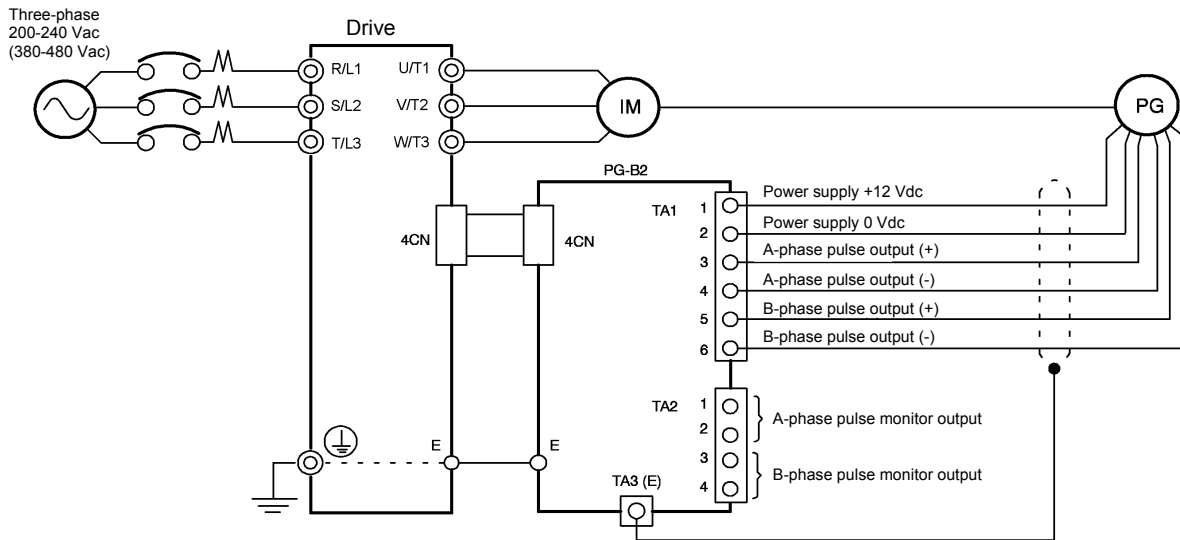 Three-phase
200-240 Vac
(380-480 Vac)
Drive
R/L1
U/T1
S/L2
V/T2
T/L3
W/T3
IM
PG
PG-B2
4CN
4CN
TA1
1
Power supply +12 Vdc
2
Power supply 0 Vdc
3
A-phase pulse output (+)
4
A-phase pulse output (-)
5
B-phase pulse output (+)
6
B-phase pulse output (-)
TA2
1
2
A-phase pulse monitor output
3
4
B-phase pulse monitor output
E
E
TA3 (E)